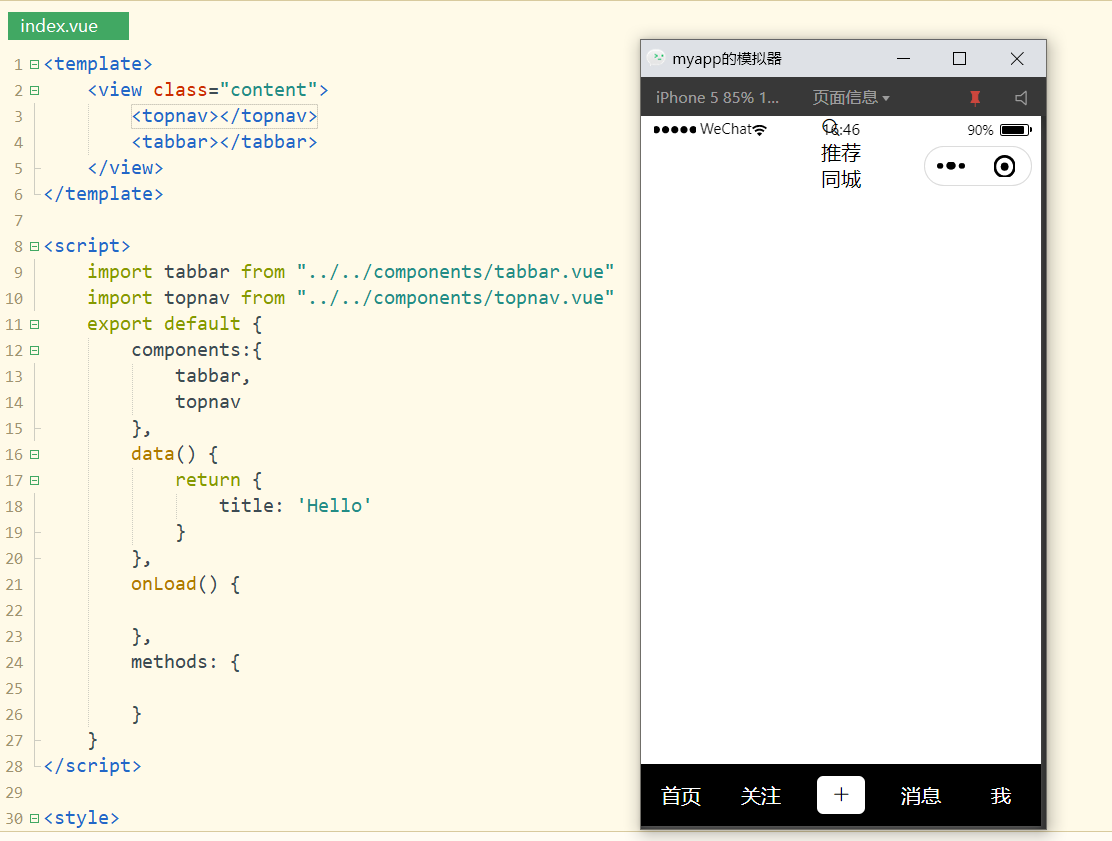 index.vue
1 <template>
2 <view class="content">
3 <topnav></topnav>
4 <tabbar></tabbar>
5 </view>
6 </template>
7
8 <script>
9 import tabbar from "../../components/tabbar.vue"
10 import topnav from "../../components/topnav.vue"
11 export default {
12 components:{
13 tabbar,
14 topnav
15 },
16 data() {
17 return {
18 title: 'Hello'
19 }
20 },
21 onLoad() {
22
23 },
24 methods: {
25
26 }
27 }
28 </script>
29
30 <style>
myapp的模拟器
iPhone 5 85% 1... 页面信息
WeChat 16:46 90%
推荐
同城
首页 关注 + 消息 我